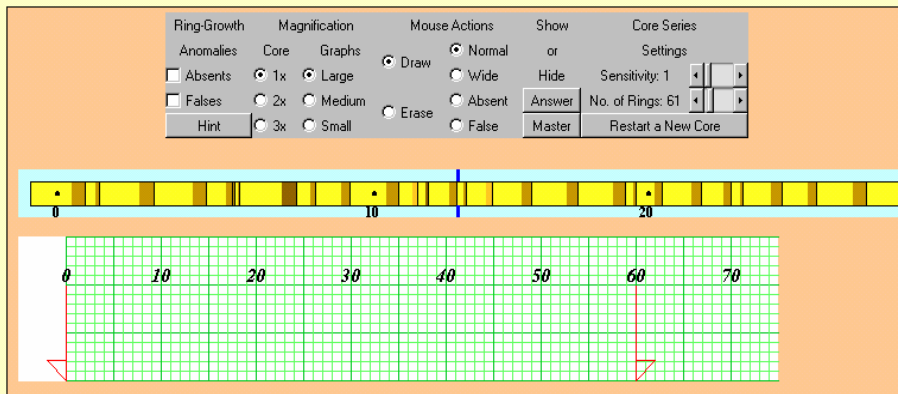 Ring-Growth Magnification Mouse Actions Show Core Series
Anomalies Core Graphs Draw Normal or Settings
Absents 1x Large Wide Hide Sensitivity: 1
Falses 2x Medium Erase Absent Answer No. of Rings: 61
Hint 3x Small False Master Restart a New Core
0 10 20
0 10 20 30 40 50 60 70